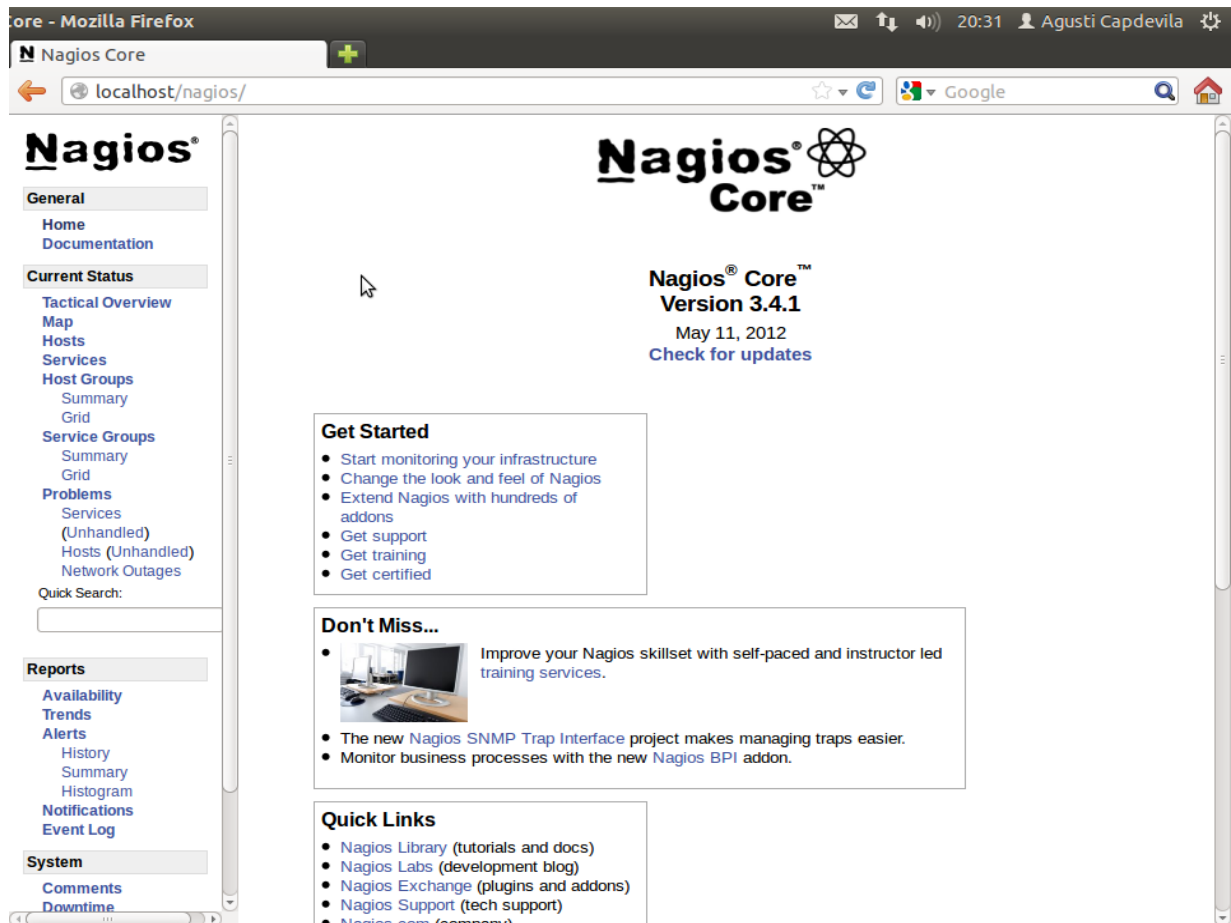 ore - Mozilla Firefox
20:31 Agusti Capdevila
Nagios Core
localhost/nagios/
Google
Nagios®
General
Home
Documentation
Current Status
Tactical Overview
Map
Hosts
Services
Host Groups
Summary
Grid
Service Groups
Summary
Grid
Problems
Services
(Unhandled)
Hosts (Unhandled)
Network Outages
Quick Search:
Reports
Availability
Trends
Alerts
History
Summary
Histogram
Notifications
Event Log
System
Comments
Downtime
Nagios®
Core™
Nagios® Core™
Version 3.4.1
May 11, 2012
Check for updates
Get Started
Start monitoring your infrastructure
Change the look and feel of Nagios
Extend Nagios with hundreds of
addons
Get support
Get training
Get certified
Don't Miss...
Improve your Nagios skillset with self-paced and instructor led
training services.
The new Nagios SNMP Trap Interface project makes managing traps easier.
Monitor business processes with the new Nagios BPI addon.
Quick Links
Nagios Library (tutorials and docs)
Nagios Labs (development blog)
Nagios Exchange (plugins and addons)
Nagios Support (tech support)
Nagios.com (company)